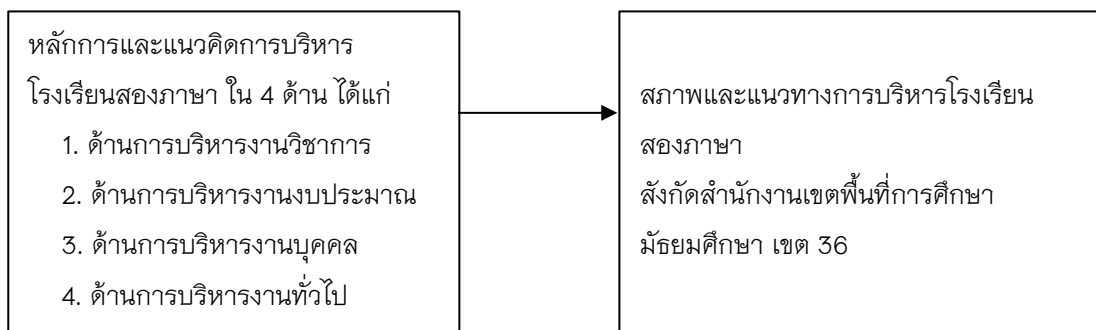 หลักการและแนวคิดการบริหาร
โรงเรียนสองภาษา ใน 4 ด้าน ได้แก่
1. ด้านการบริหารงานวิชาการ
2. ด้านการบริหารงานงบประมาณ
3. ด้านการบริหารงานบุคคล
4. ด้านการบริหารงานทั่วไป
สภาพและแนวทางการบริหารโรงเรียน
สองภาษา
สังกัดสำนักงานเขตพื้นที่การศึกษา
มัธยมศึกษา เขต 36